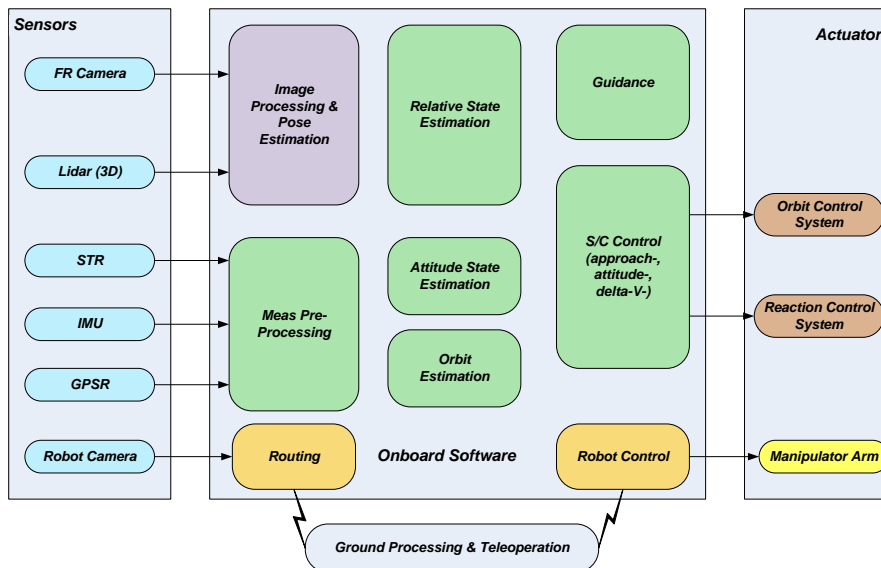 Sensors
FR Camera
Lidar (3D)
STR
IMU
GPSR
Robot Camera
Image
Processing &
Pose
Estimation
Relative State
Estimation
Guidance
Meas Pre-
Processing
Attitude State
Estimation
Orbit
Estimation
S/C Control
(approach-,
attitude-,
delta-V-)
Routing
Onboard Software
Robot Control
Actuator
Orbit Control
System
Reaction Control
System
Manipulator Arm
Ground Processing & Teleoperation